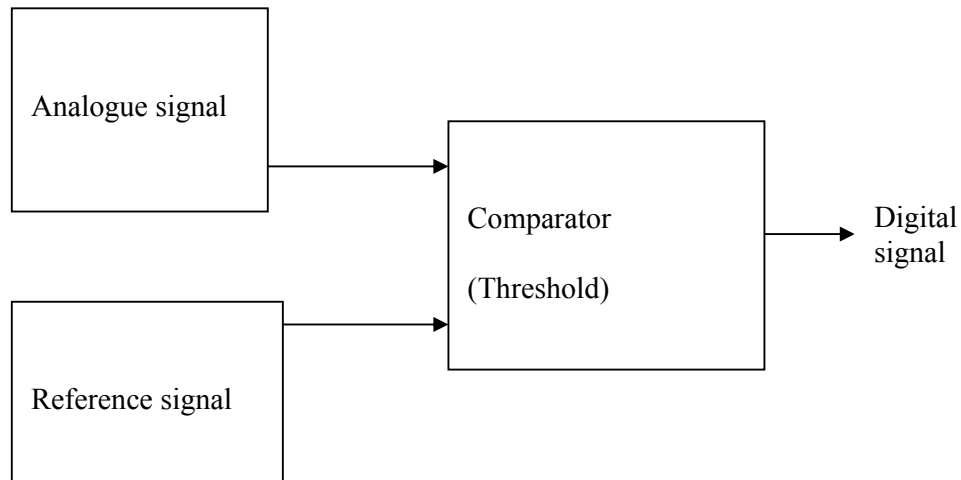 Analogue signal
Comparator
(Threshold)
Digital
signal
Reference signal